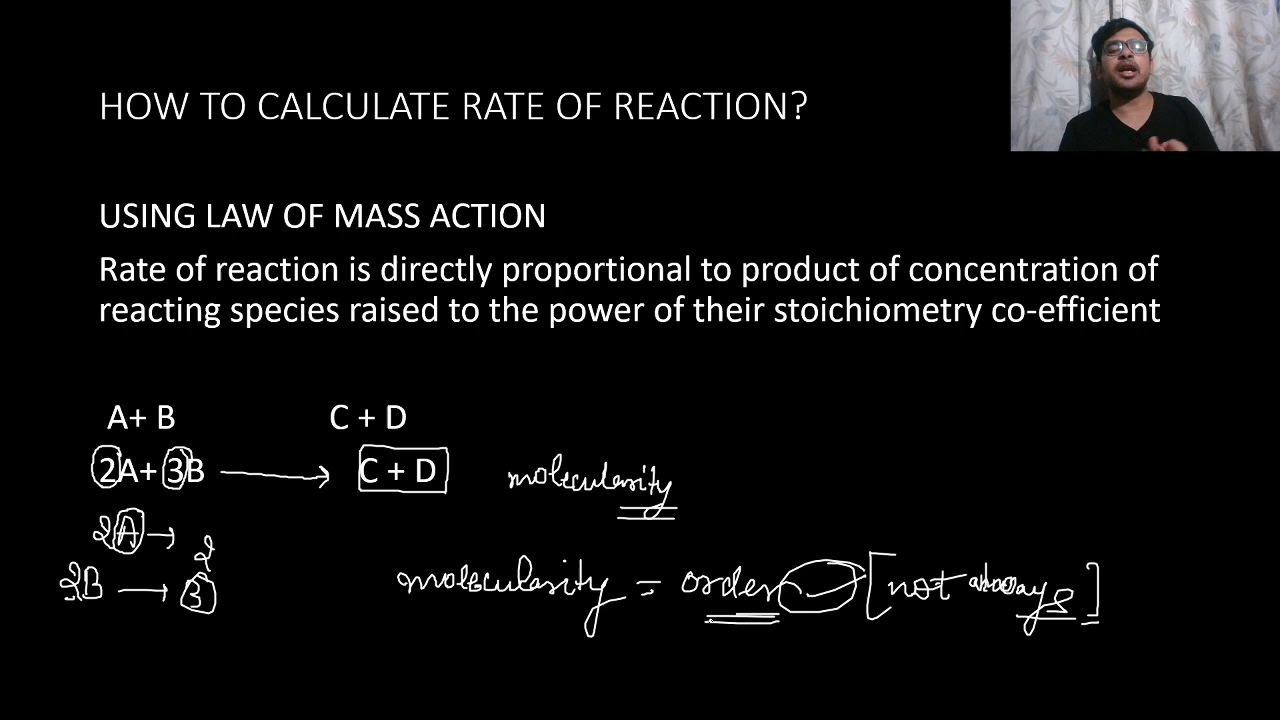 HOW TO CALCULATE RATE OF REACTION?
USING LAW OF MASS ACTION
Rate of reaction is directly proportional to product of concentration of
reacting species raised to the power of their stoichiometry co-efficient
A+ B C + D
2A+ 3B → C + D molecularity
2A → 2
B → 3
molecularity = order [not always]